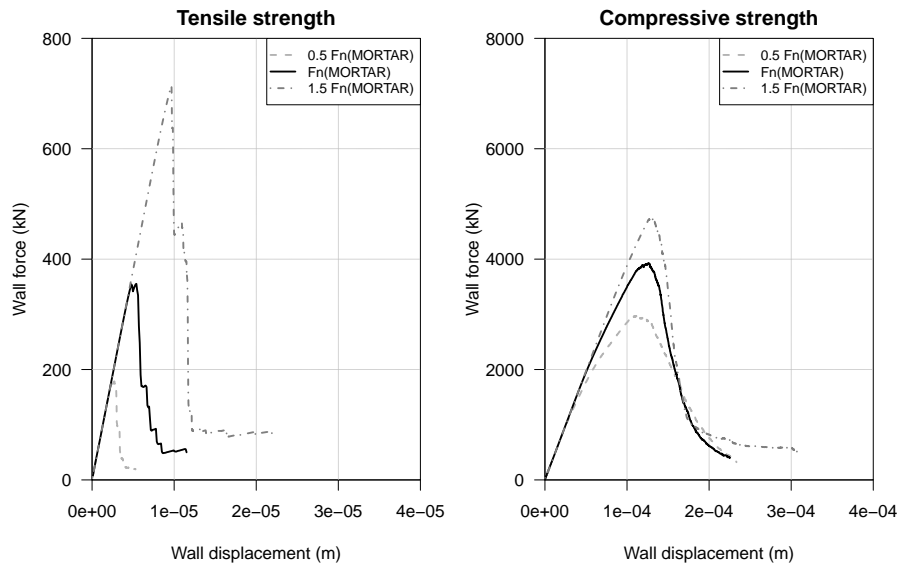 Tensile strength
800
600
400
200
0
0e+00
1e−05
2e−05
3e−05
4e−05
Wall force (kN)
Wall displacement (m)
0.5 Fn(MORTAR)
Fn(MORTAR)
1.5 Fn(MORTAR)
Compressive strength
8000
6000
4000
2000
0
0e+00
1e−04
2e−04
3e−04
4e−04
Wall force (kN)
Wall displacement (m)
0.5 Fn(MORTAR)
Fn(MORTAR)
1.5 Fn(MORTAR)